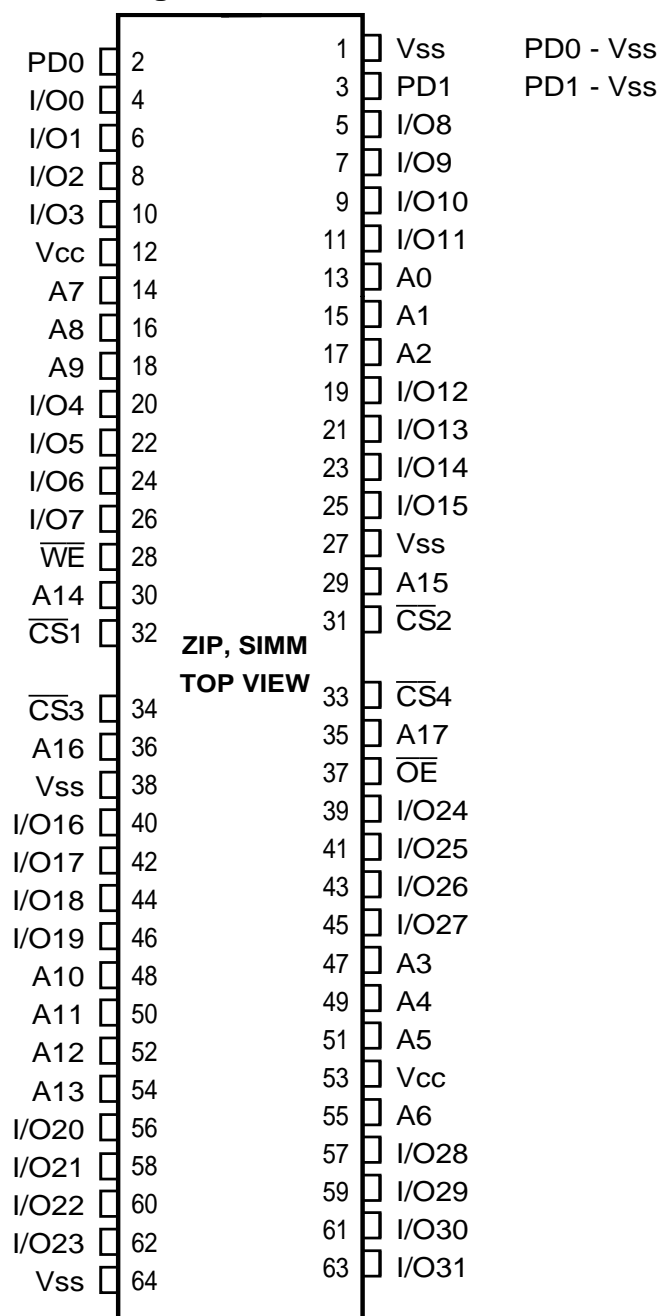 PD0 2 1 Vss PD0 - Vss
I/O0 4 3 PD1 PD1 - Vss
I/O1 6 5 I/O8
I/O2 8 7 I/O9
I/O3 10 9 I/O10
Vcc 12 11 I/O11
A7 14 13 A0
A8 16 15 A1
A9 18 17 A2
I/O4 20 19 I/O12
I/O5 22 21 I/O13
I/O6 24 23 I/O14
I/O7 26 25 I/O15
W̅E̅ 28 27 Vss
A14 30 29 A15
C̅S̅1 32 31 C̅S̅2
ZIP, SIMM
TOP VIEW
C̅S̅3 34 33 C̅S̅4
A16 36 35 A17
Vss 38 37 O̅E̅
I/O16 40 39 I/O24
I/O17 42 41 I/O25
I/O18 44 43 I/O26
I/O19 46 45 I/O27
A10 48 47 A3
A11 50 49 A4
A12 52 51 A5
A13 54 53 Vcc
I/O20 56 55 A6
I/O21 58 57 I/O28
I/O22 60 59 I/O29
I/O23 62 61 I/O30
Vss 64 63 I/O31